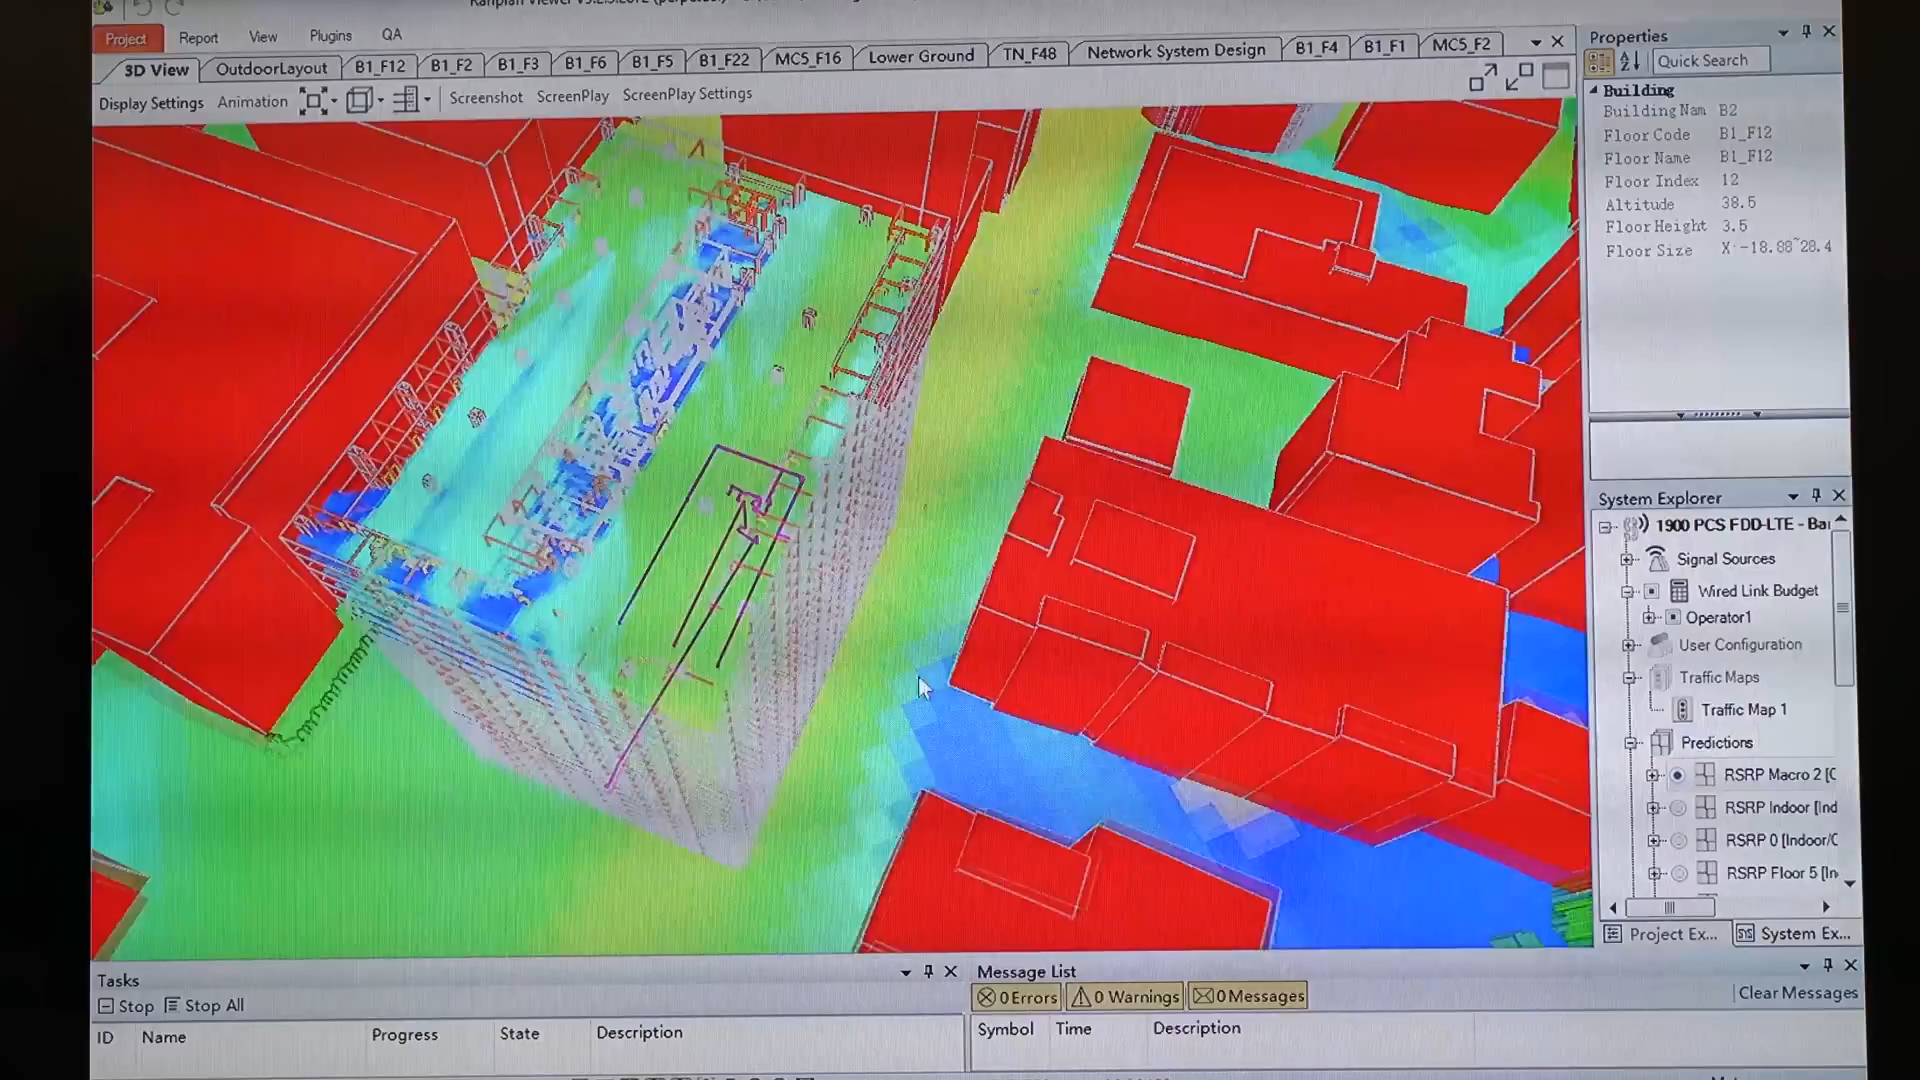 Ranplan Viewer
Project Report View Plugins QA
3D View OutdoorLayout B1_F12 B1_F2 B1_F3 B1_F6 B1_F5 B1_F22 MC5_F16 Lower Ground TN_F48 Network System Design B1_F4 B1_F1 MC5_F2
Display Settings Animation Screenshot ScreenPlay ScreenPlay Settings
Properties
Quick Search
Building
Building Nam B2
Floor Code B1_F12
Floor Name B1_F12
Floor Index 12
Altitude 38.5
Floor Height 3.5
Floor Size X:-18.88~28.4
System Explorer
1900 PCS FDD-LTE - Bai
Signal Sources
Wired Link Budget
Operator1
User Configuration
Traffic Maps
Traffic Map 1
Predictions
RSRP Macro 2 [C
RSRP Indoor [Ind
RSRP 0 [Indoor/C
RSRP Floor 5 [In
Project Ex... SYS System Ex...
Tasks
Stop Stop All
ID Name Progress State Description
Message List
0 Errors 0 Warnings 0 Messages
Clear Messages
Symbol Time Description